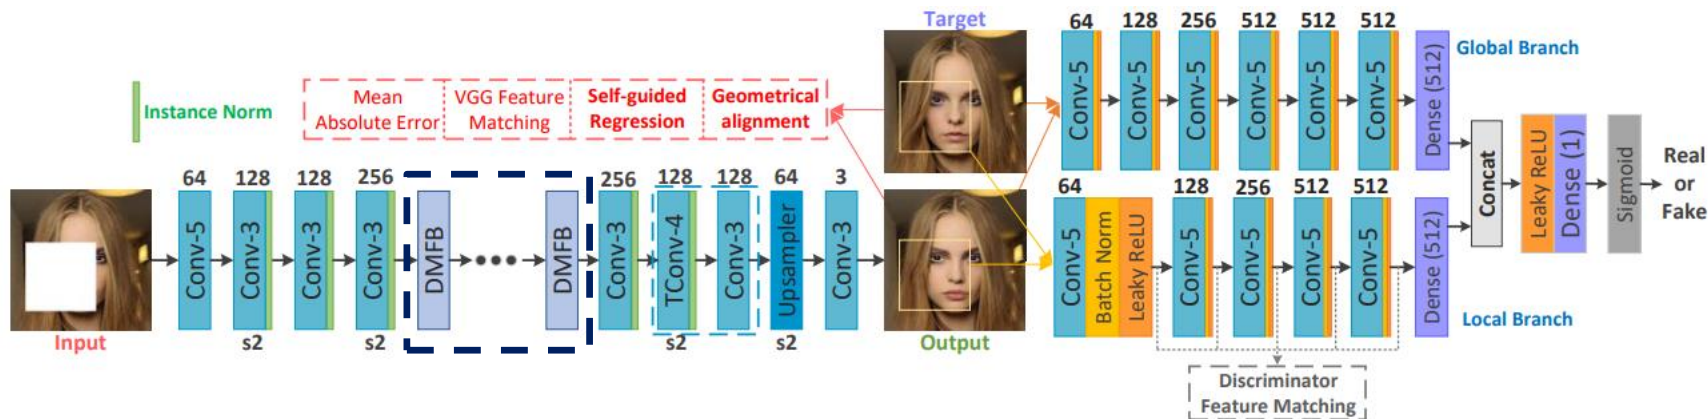 Target
64 128 256 512 512 512
Conv-5 Conv-5 Conv-5 Conv-5 Conv-5 Conv-5 Dense (512)
Global Branch
Instance Norm
Mean Absolute Error
VGG Feature Matching
Self-guided Regression
Geometrical alignment
64 128 128 256
Conv-5 Conv-3 Conv-3 Conv-3
s2 s2
DMFB ••• DMFB
256 128 128 64 3
Conv-3 TConv-4 Conv-3 Upsampler Conv-3
s2 s2
Input
Output
64 128 256 512 512
Conv-5 Batch Norm Leaky ReLU Conv-5 Conv-5 Conv-5 Conv-5 Dense (512)
Local Branch
Discriminator
Feature Matching
Concat
Leaky ReLU
Dense (1)
Sigmoid
Real
or
Fake